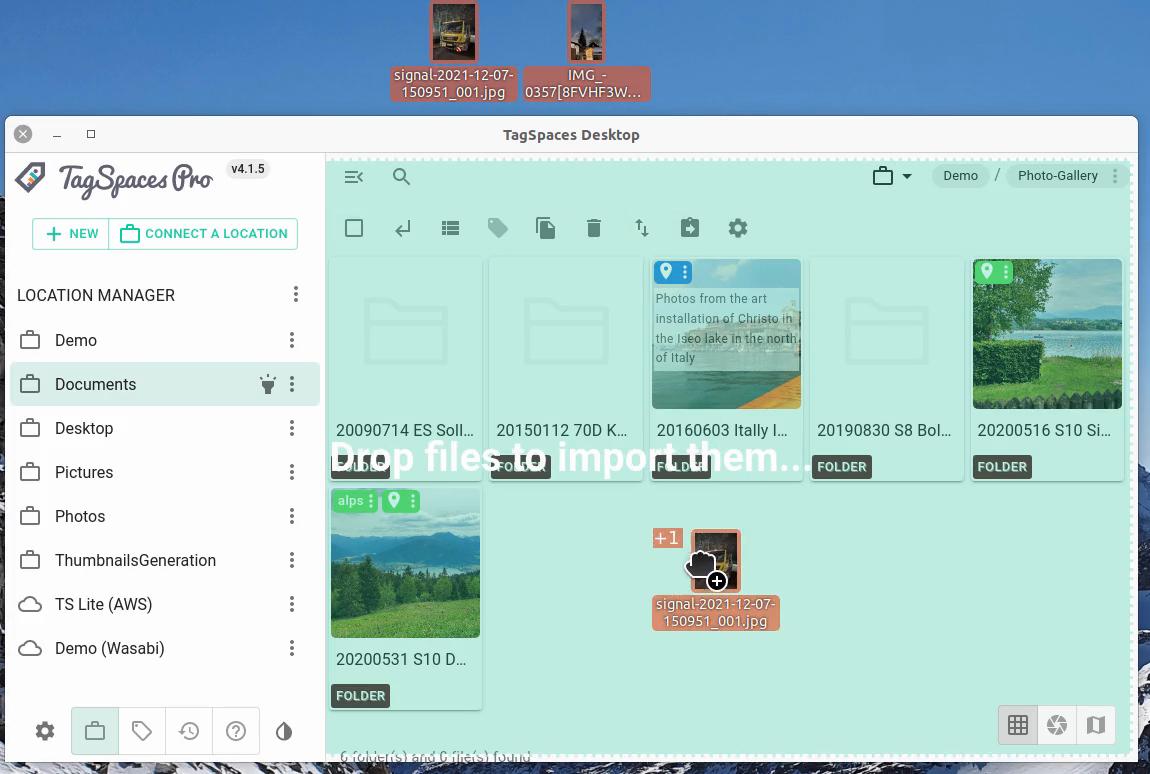 signal-2021-12-07-
150951_001.jpg
IMG_-
0357[8FVHF3W...
TagSpaces Desktop
TagSpaces Pro
v4.1.5
NEW
CONNECT A LOCATION
LOCATION MANAGER
Demo
Documents
Desktop
Pictures
Photos
ThumbnailsGeneration
TS Lite (AWS)
Demo (Wasabi)
Demo / Photo-Gallery
Photos from the art
installation of Christo in
the Iseo lake in the north
of Italy
20090714 ES Soll...
20150112 70D K...
20160603 Itally I...
20190830 S8 Bol...
20200516 S10 Si...
Drop files to import them...
FOLDER
FOLDER
FOLDER
FOLDER
FOLDER
alps
+1
signal-2021-12-07-
150951_001.jpg
20200531 S10 D...
FOLDER
6 folder(s) and 0 file(s) found